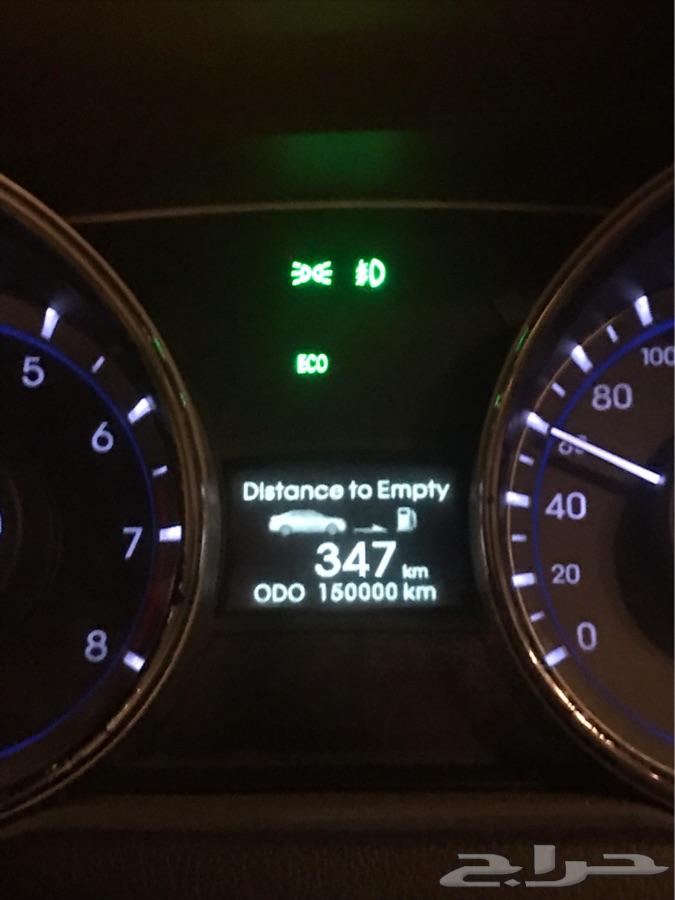 ECO
5
6
7
8
Distance to Empty
347 km
ODO 150000 km
100
80
60
40
20
0
حراج